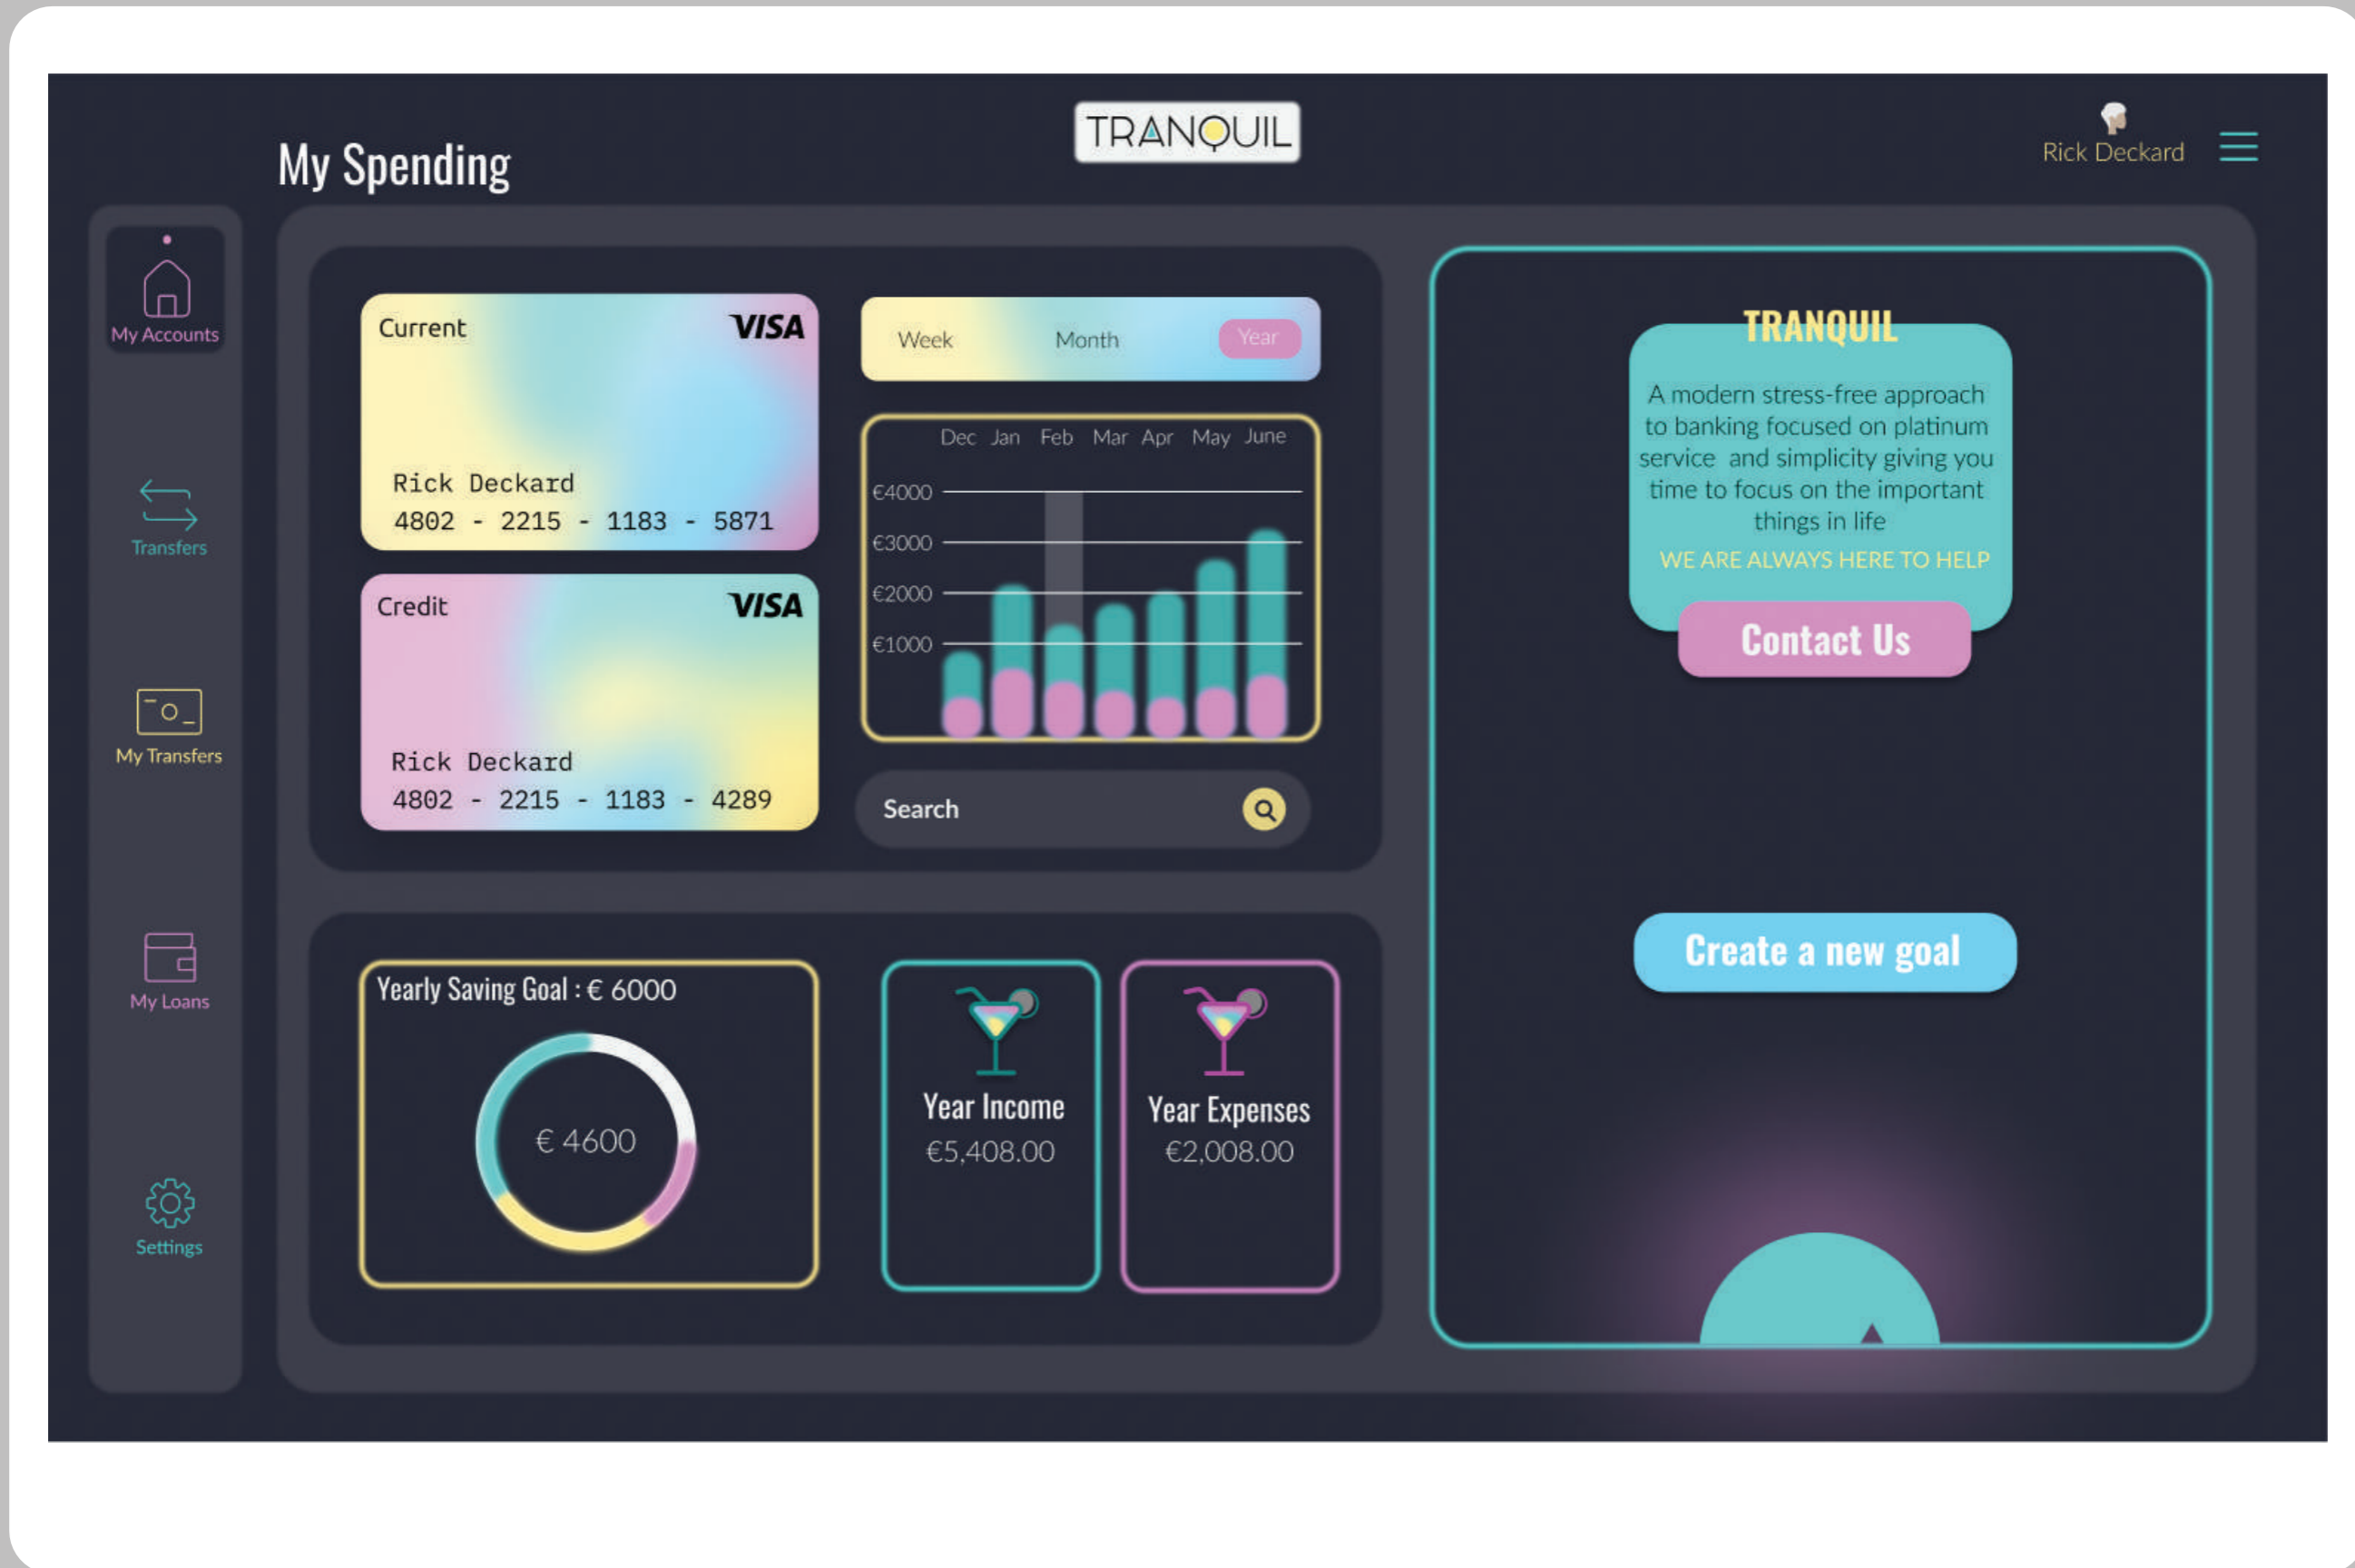 TRANQUIL
My Spending
Rick Deckard
My Accounts
Transfers
My Transfers
My Loans
Settings
Current
VISA
Rick Deckard
4802 - 2215 - 1183 - 5871
Credit
VISA
Rick Deckard
4802 - 2215 - 1183 - 4289
Week Month Year
Dec Jan Feb Mar Apr May June
€4000
€3000
€2000
€1000
Search
Yearly Saving Goal : € 6000
€ 4600
Year Income
€5,408.00
Year Expenses
€2,008.00
TRANQUIL
A modern stress-free approach
to banking focused on platinum
service and simplicity giving you
time to focus on the important
things in life
WE ARE ALWAYS HERE TO HELP
Contact Us
Create a new goal